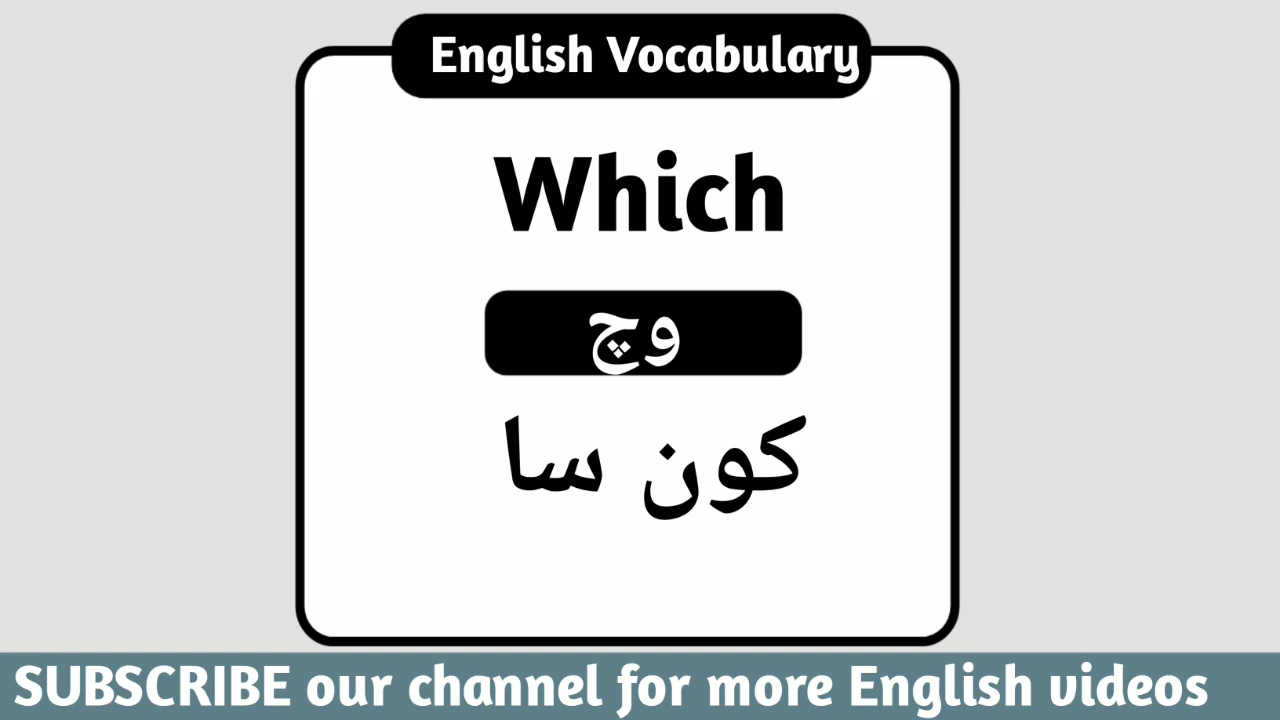 English Vocabulary
Which
وچ
کون سا
SUBSCRIBE our channel for more English videos